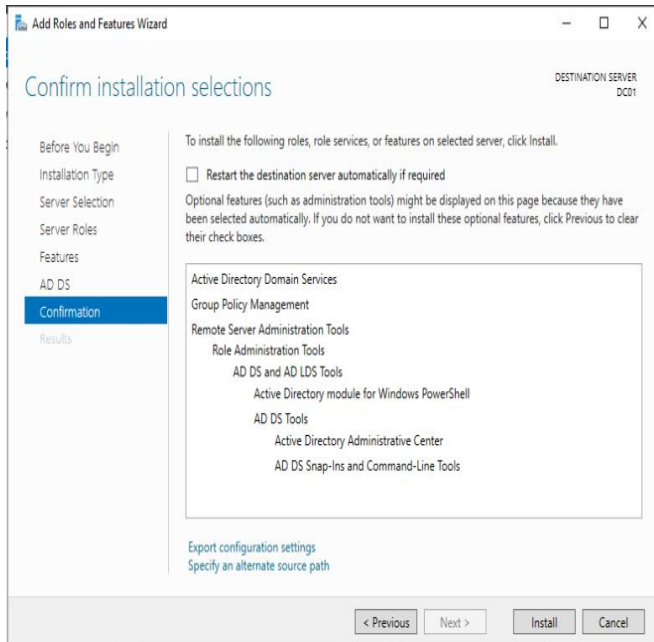 Add Roles and Features Wizard
Confirm installation selections
DESTINATION SERVER
DC01
Before You Begin
Installation Type
Server Selection
Server Roles
Features
AD DS
Confirmation
Results
To install the following roles, role services, or features on selected server, click Install.
Restart the destination server automatically if required
Optional features (such as administration tools) might be displayed on this page because they have
been selected automatically. If you do not want to install these optional features, click Previous to clear
their check boxes.
Active Directory Domain Services
Group Policy Management
Remote Server Administration Tools
Role Administration Tools
AD DS and AD LDS Tools
Active Directory module for Windows PowerShell
AD DS Tools
Active Directory Administrative Center
AD DS Snap-Ins and Command-Line Tools
Export configuration settings
Specify an alternate source path
< Previous
Next >
Install
Cancel